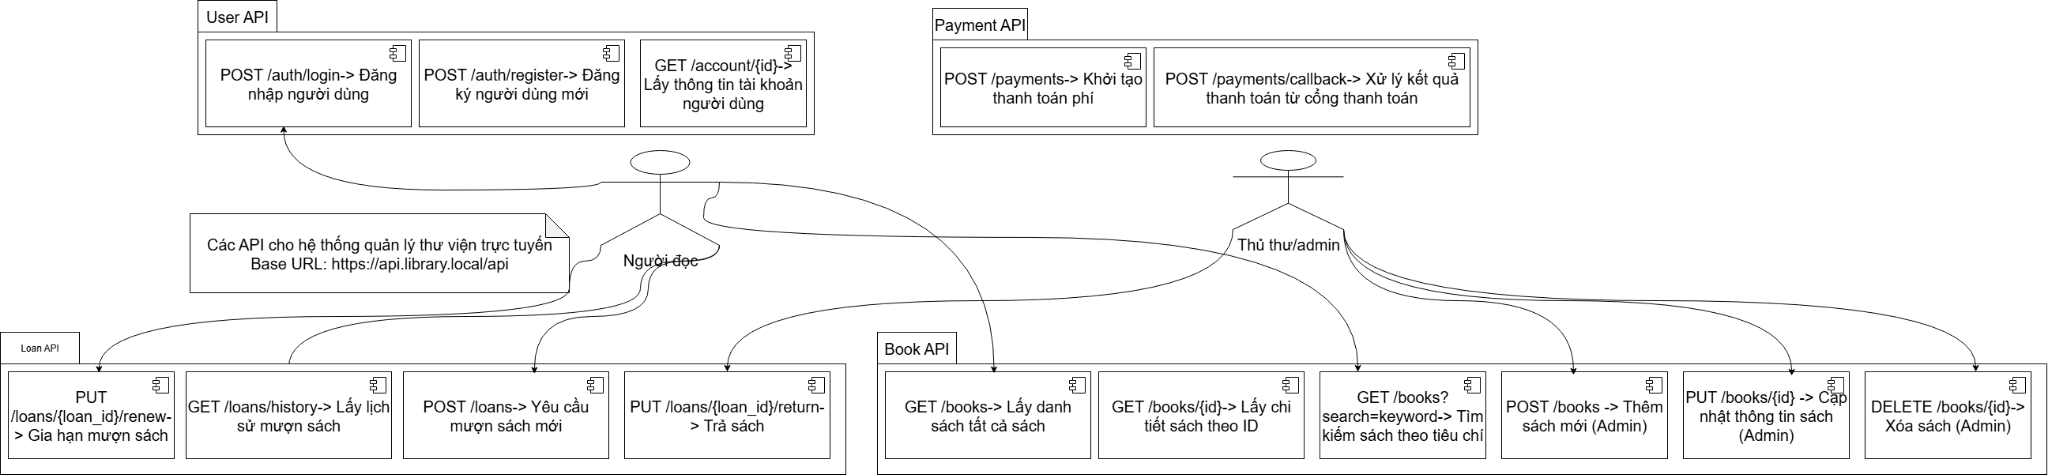 User API
POST /auth/login-> Đăng
nhập người dùng
POST /auth/register-> Đăng
ký người dùng mới
GET /account/{id}->
Lấy thông tin tài khoản
người dùng
Payment API
POST /payments-> Khởi tạo
thanh toán phí
POST /payments/callback-> Xử lý kết quả
thanh toán từ cổng thanh toán
Các API cho hệ thống quản lý thư viện trực tuyến
Base URL: https://api.library.local/api
Người đọc
Thủ thư/admin
Loan API
PUT
/loans/{loan_id}/renew-
> Gia hạn mượn sách
GET /loans/history-> Lấy lịch
sử mượn sách
POST /loans-> Yêu cầu
mượn sách mới
PUT /loans/{loan_id}/return-
> Trả sách
Book API
GET /books-> Lấy danh
sách tất cả sách
GET /books/{id}-> Lấy chi
tiết sách theo ID
GET /books?
search=keyword-> Tìm
kiếm sách theo tiêu chí
POST /books -> Thêm
sách mới (Admin)
PUT /books/{id} -> Cập
nhật thông tin sách
(Admin)
DELETE /books/{id}->
Xóa sách (Admin)